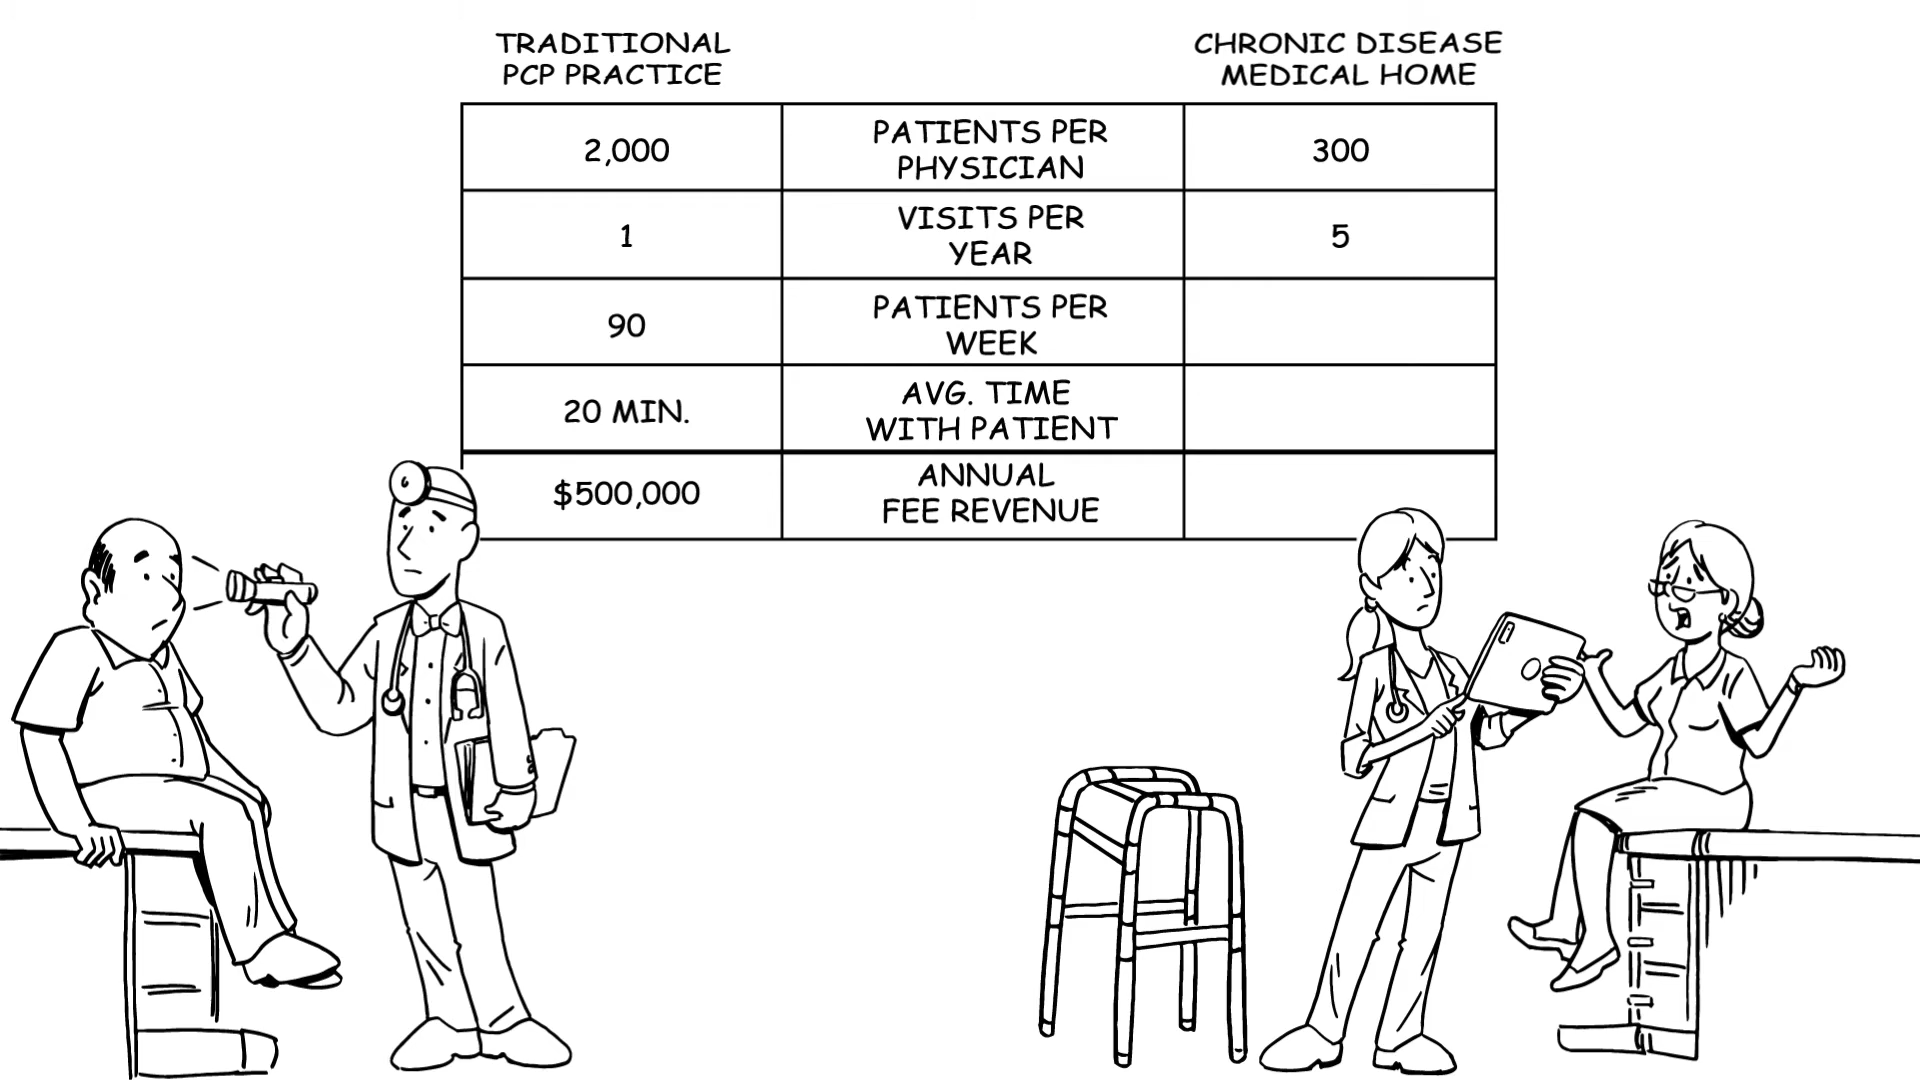 TRADITIONAL
PCP PRACTICE
CHRONIC DISEASE
MEDICAL HOME
2,000
PATIENTS PER
PHYSICIAN
300
1
VISITS PER
YEAR
5
90
PATIENTS PER
WEEK
20 MIN.
AVG. TIME
WITH PATIENT
$500,000
ANNUAL
FEE REVENUE